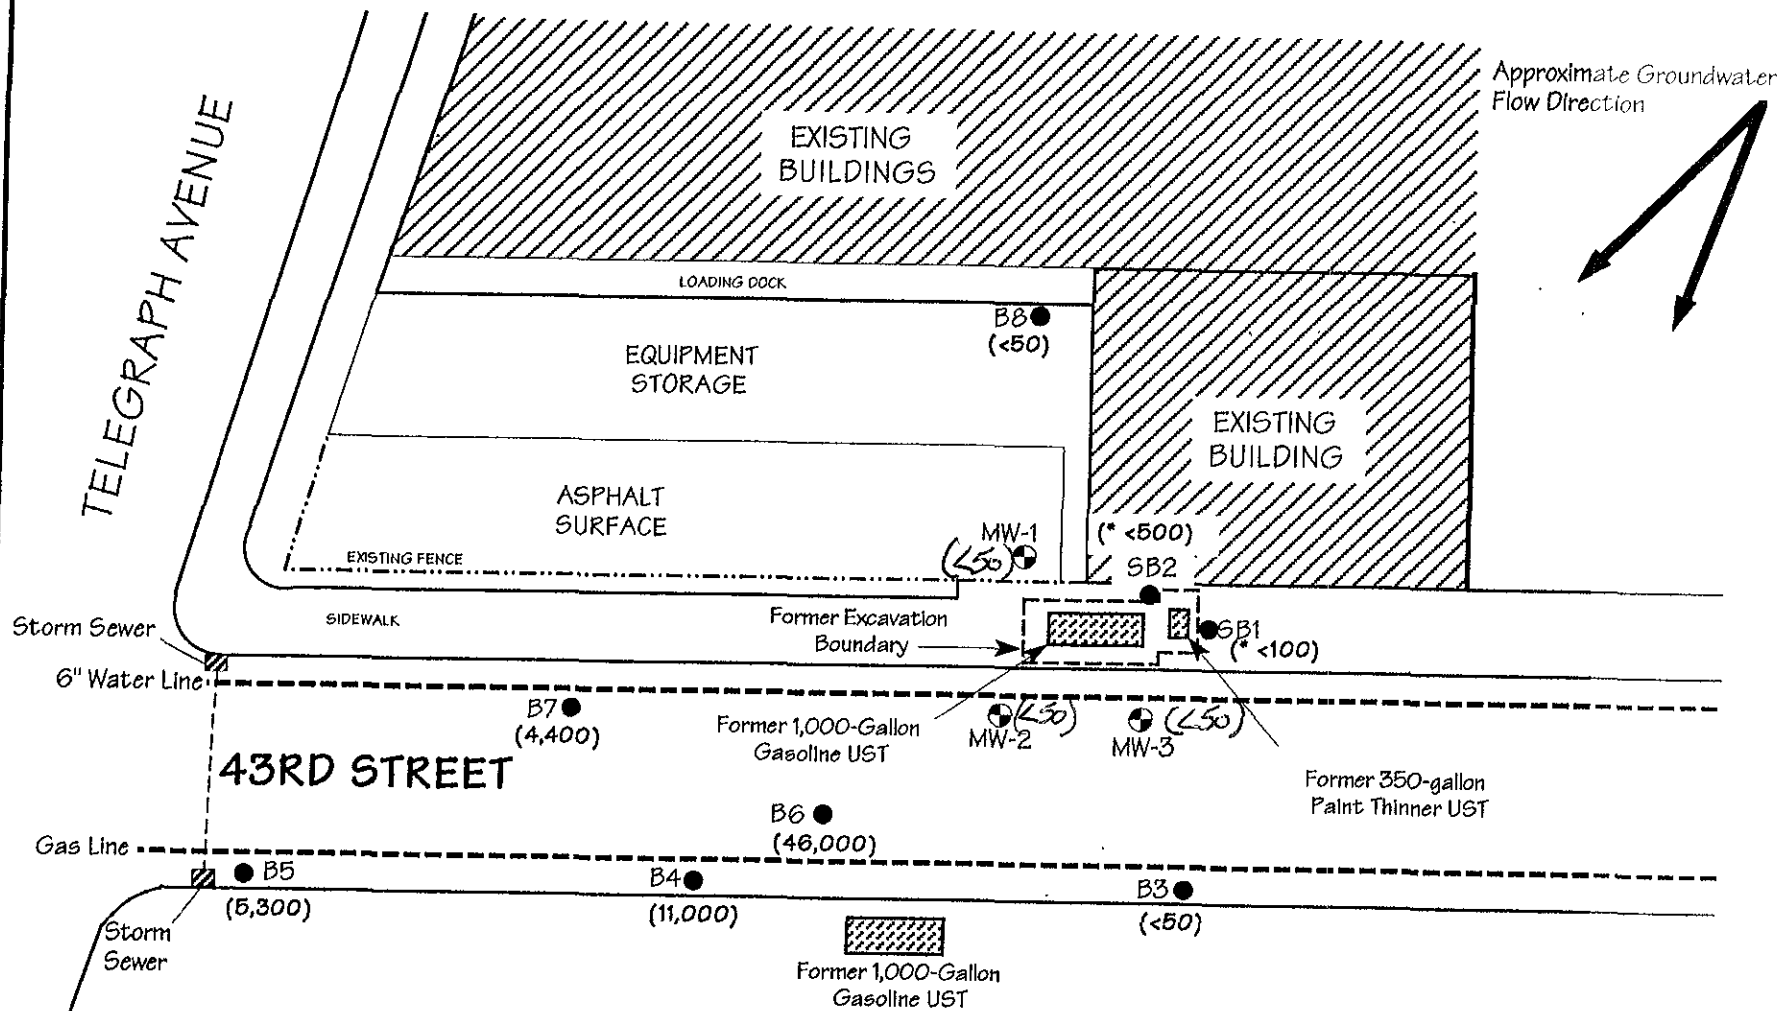 Approximate Groundwater
Flow Direction
EXISTING
BUILDINGS
TELEGRAPH AVENUE
LOADING DOCK
B8
(<50)
EQUIPMENT
STORAGE
EXISTING
BUILDING
ASPHALT
SURFACE
MW-1
(<50)
(* <500)
SB2
EXISTING FENCE
SIDEWALK
Former Excavation
Boundary
SB1
(* <100)
Storm Sewer
6" Water Line
B7
(4,400)
Former 1,000-Gallon
Gasoline UST
(<50)
MW-2
(<50)
MW-3
43RD STREET
Former 350-gallon
Paint Thinner UST
B6
(46,000)
Gas Line
B5
(5,300)
B4
(11,000)
B3
(<50)
Storm
Sewer
Former 1,000-Gallon
Gasoline UST